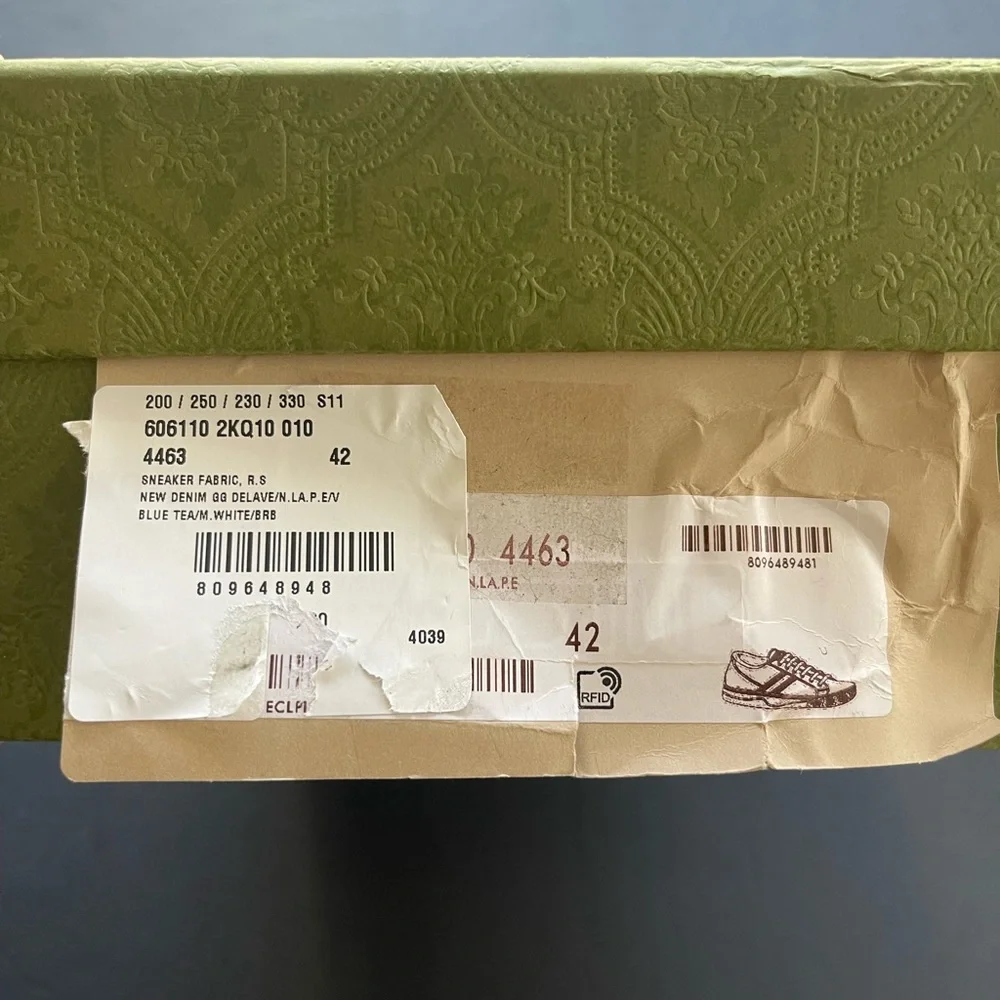 200 / 250 / 230 / 330 S11
606110 2KQ10 010
4463 42
SNEAKER FABRIC, R.S
NEW DENIM GG DELAVE/N.LA.P.E/V
BLUE TEA/M.WHITE/BRB
809648948
4039
4463
N.LA.P.E
42
RFID
8096489481